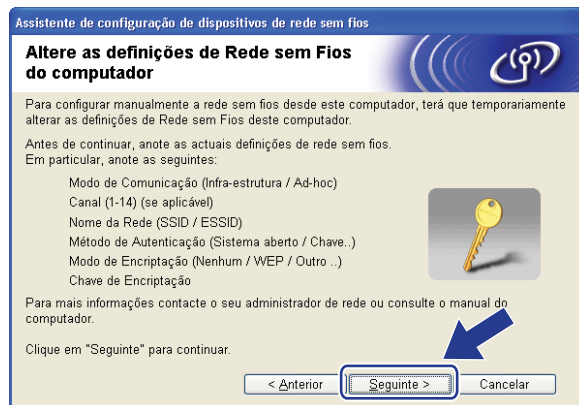 Assistente de configuração de dispositivos de rede sem fios
Altere as definições de Rede sem Fios
do computador
Para configurar manualmente a rede sem fios desde este computador, terá que temporariamente
alterar as definições de Rede sem Fios deste computador.
Antes de continuar, anote as actuais definições de rede sem fios.
Em particular, anote as seguintes:
Modo de Comunicação (Infra-estrutura / Ad-hoc)
Canal (1-14) (se aplicável)
Nome da Rede (SSID / ESSID)
Método de Autenticação (Sistema aberto / Chave..)
Modo de Encriptação (Nenhum / WEP / Outro ..)
Chave de Encriptação
Para mais informações contacte o seu administrador de rede ou consulte o manual do
computador.
Clique em "Seguinte" para continuar.
< Anterior Seguinte > Cancelar